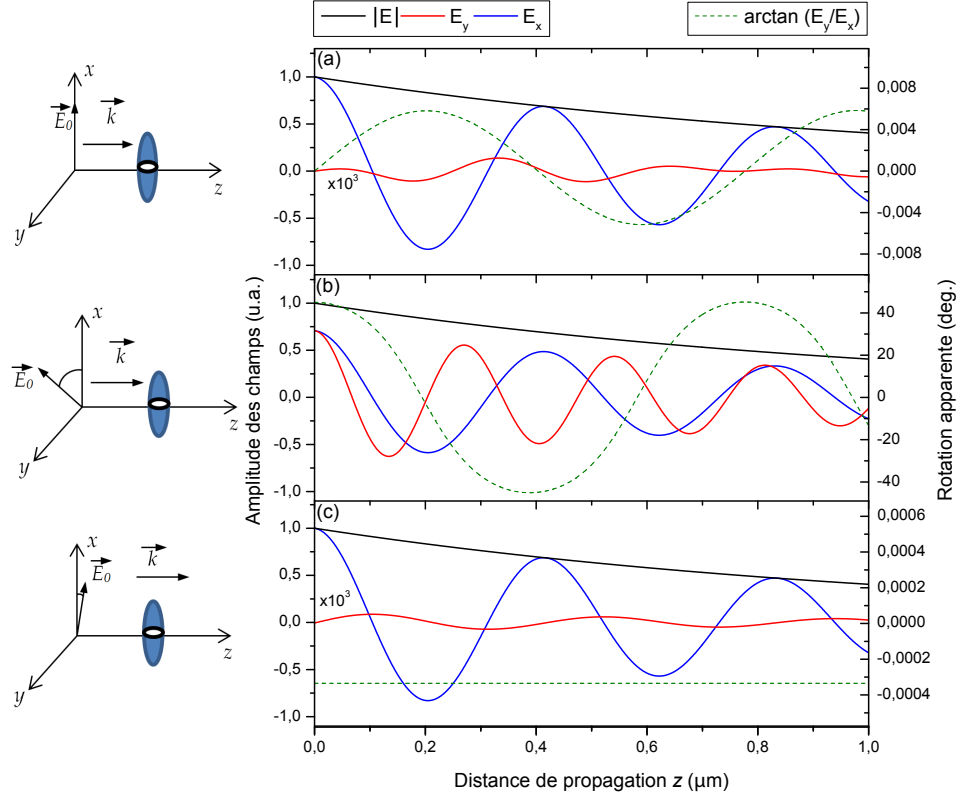 |E| E_y E_x
arctan (E_y/E_x)
(a)
1,0
0,5
0,0
-0,5
-1,0
x10³
0,008
0,004
0,000
-0,004
-0,008
x
E₀
k
z
y
(b)
1,0
0,5
0,0
-0,5
-1,0
40
20
0
-20
-40
x
E₀
k
z
y
(c)
1,0
0,5
0,0
-0,5
-1,0
x10³
0,0006
0,0004
0,0002
0,0000
-0,0002
-0,0004
x
E₀
k
z
y
Amplitude des champs (u.a.)
Rotation apparente (deg.)
0,0 0,2 0,4 0,6 0,8 1,0
Distance de propagation z (µm)